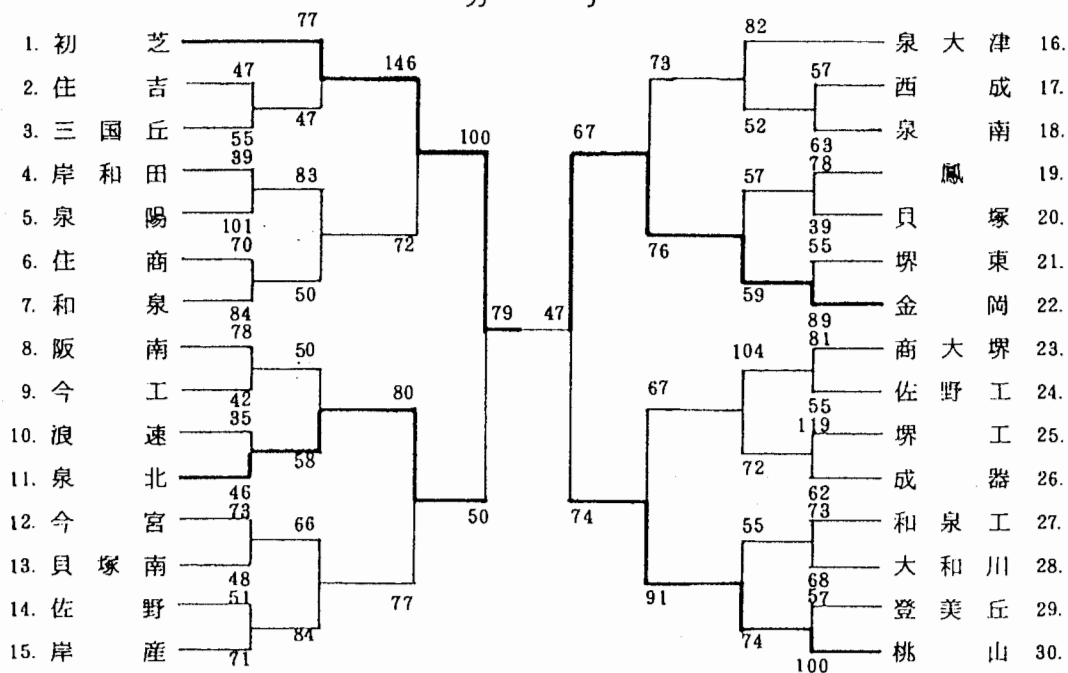 77 82
1. 初芝 泉大津 16.
47 146 73 57
2. 住吉 西成 17.
47 52
3. 三国丘 泉南 18.
55 100 67 63
39 83 57 78
4. 岸和田 鳳 19.
5. 泉陽 貝塚 20.
101 39
70 72 76 55
6. 住商 堺東 21.
50 59
7. 和泉 金岡 22.
84 79 47 89
78 50 104 81
8. 阪南 商大堺 23.
9. 今工 佐野工 24.
42 80 67 55
35 119
10. 浪速 堺工 25.
58 72
11. 泉北 成器 26.
46 62
73 66 50 74 55 73
12. 今宮 和泉工 27.
13. 貝塚南 大和川 28.
48 68
51 77 91 57
14. 佐野 登美丘 29.
84 74
15. 岸産 桃山 30.
71 100